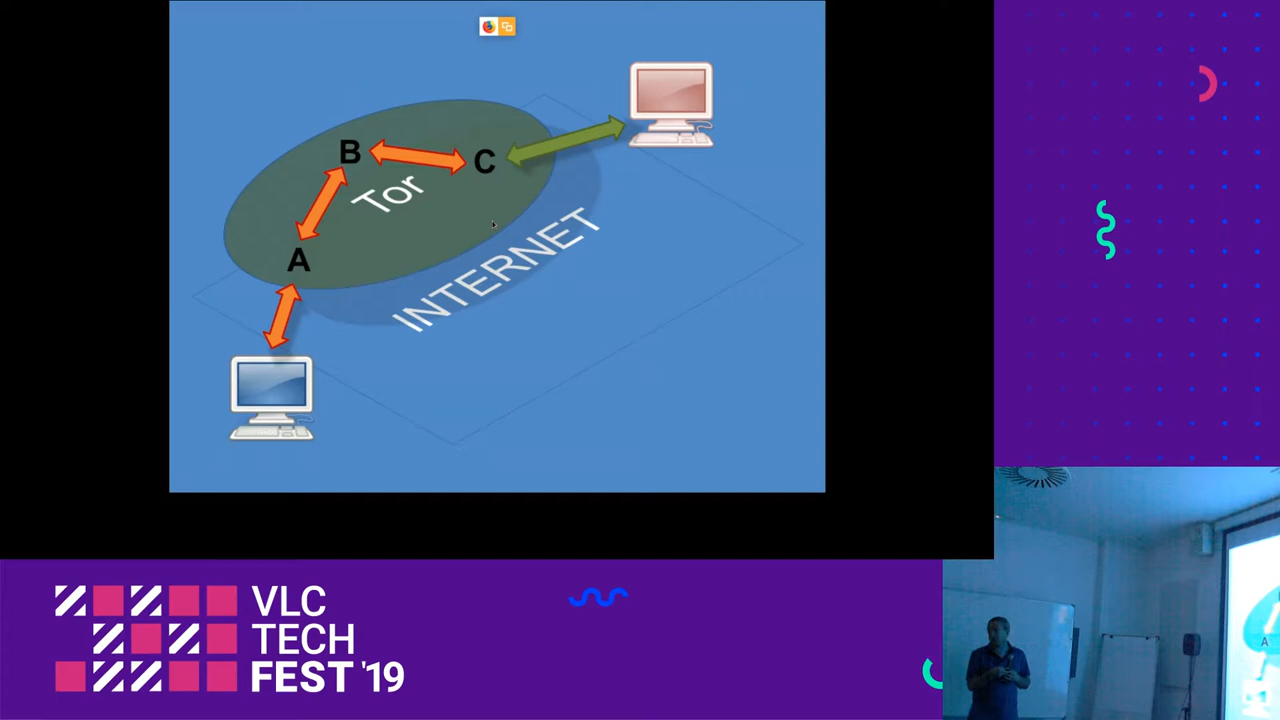 B
C
Tor
A
INTERNET
VLC
TECH
FEST '19
A